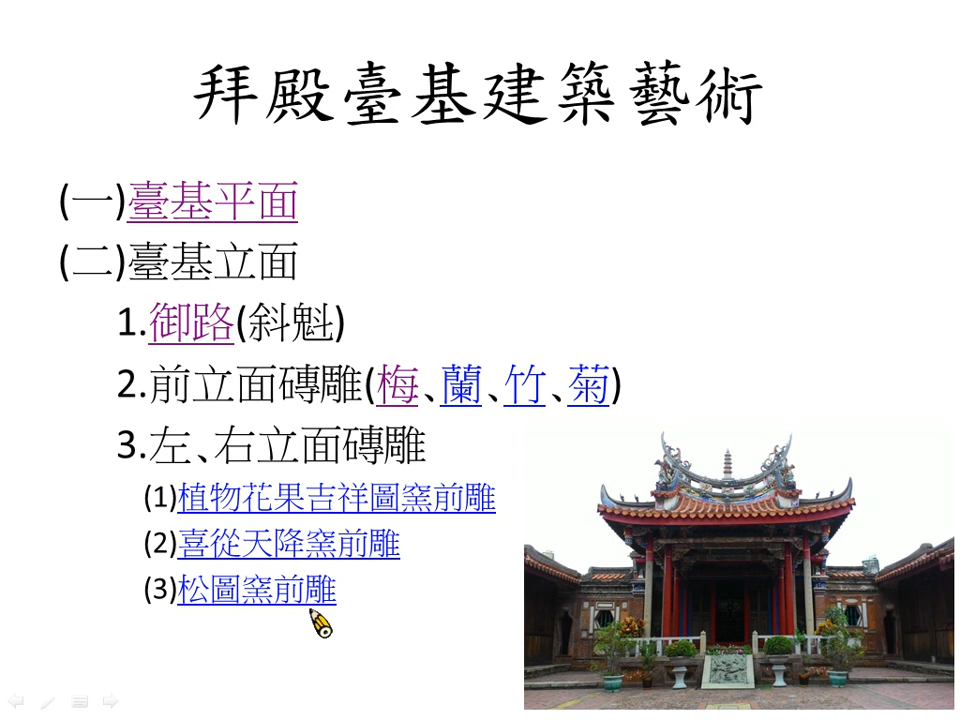 拜殿臺基建築藝術
(一)臺基平面
(二)臺基立面
1.御路(斜魁)
2.前立面磚雕(梅、蘭、竹、菊)
3.左、右立面磚雕
(1)植物花果吉祥圖窯前雕
(2)喜從天降窯前雕
(3)松圖窯前雕